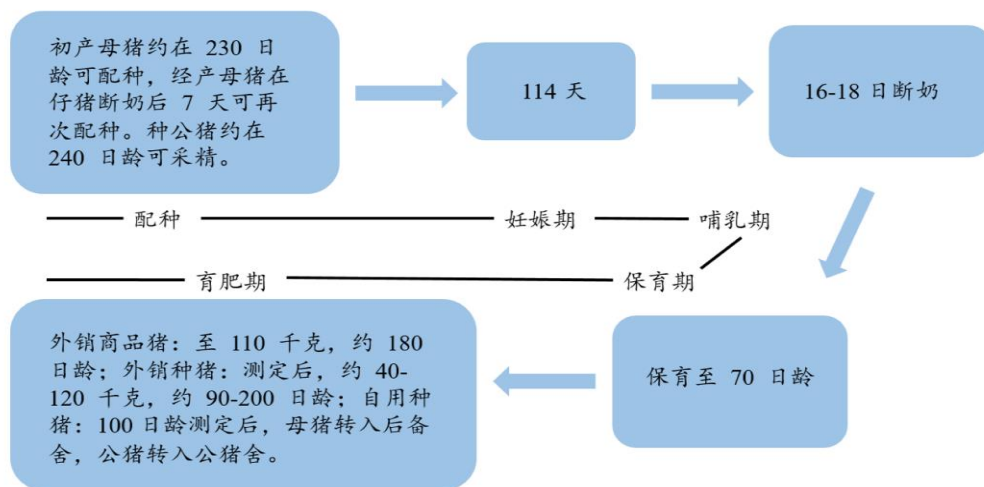 初产母猪约在 230 日
龄可配种，经产母猪在
仔猪断奶后 7 天可再
次配种。种公猪约在
240 日龄可采精。
114 天
16-18 日断奶
配种
妊娠期
哺乳期
育肥期
保育期
外销商品猪：至 110 千克，约 180
日龄；外销种猪：测定后，约 40-
120 千克，约 90-200 日龄；自用种
猪：100 日龄测定后，母猪转入后备
舍，公猪转入公猪舍。
保育至 70 日龄